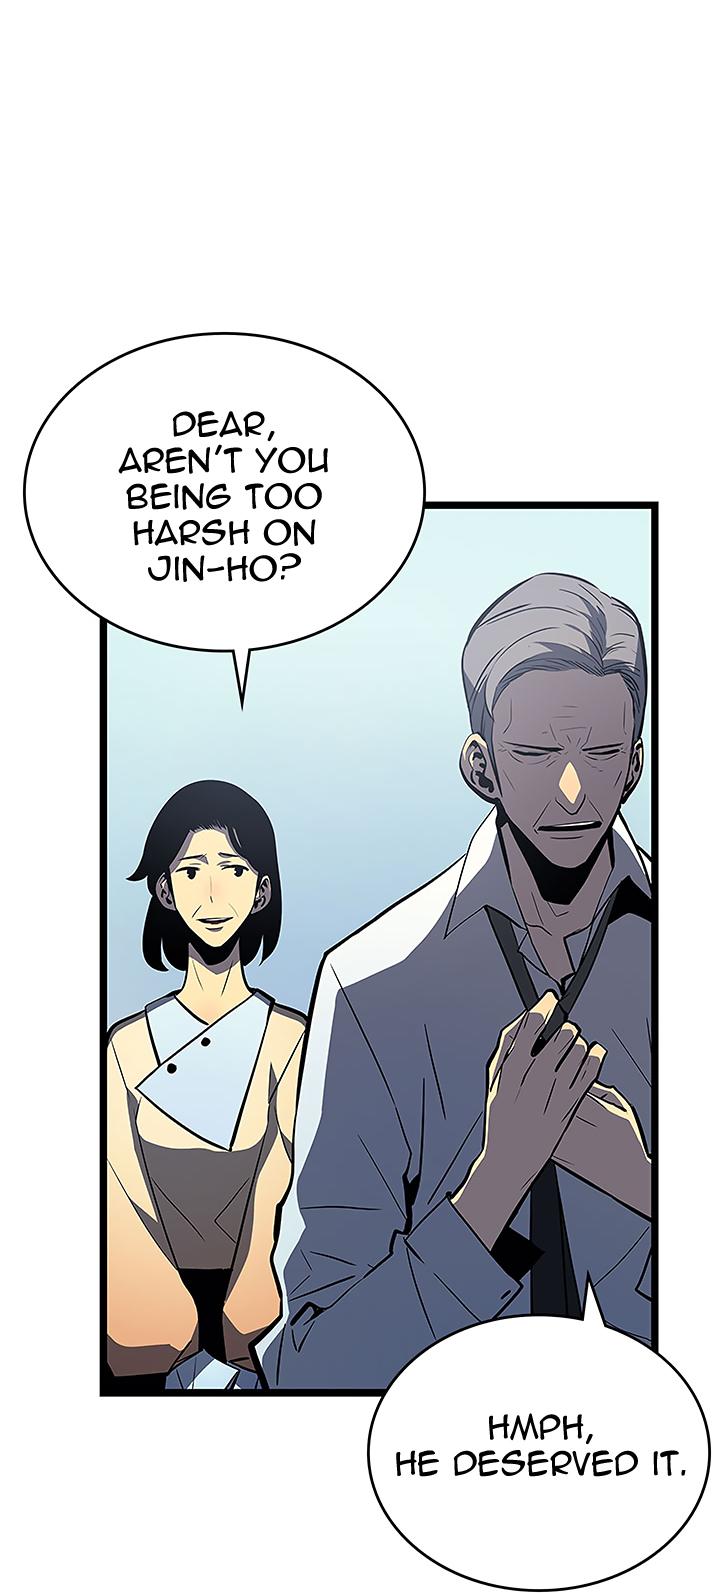 DEAR,
AREN'T YOU
BEING TOO
HARSH ON
JIN-HO?
HMPH,
HE DESERVED IT.